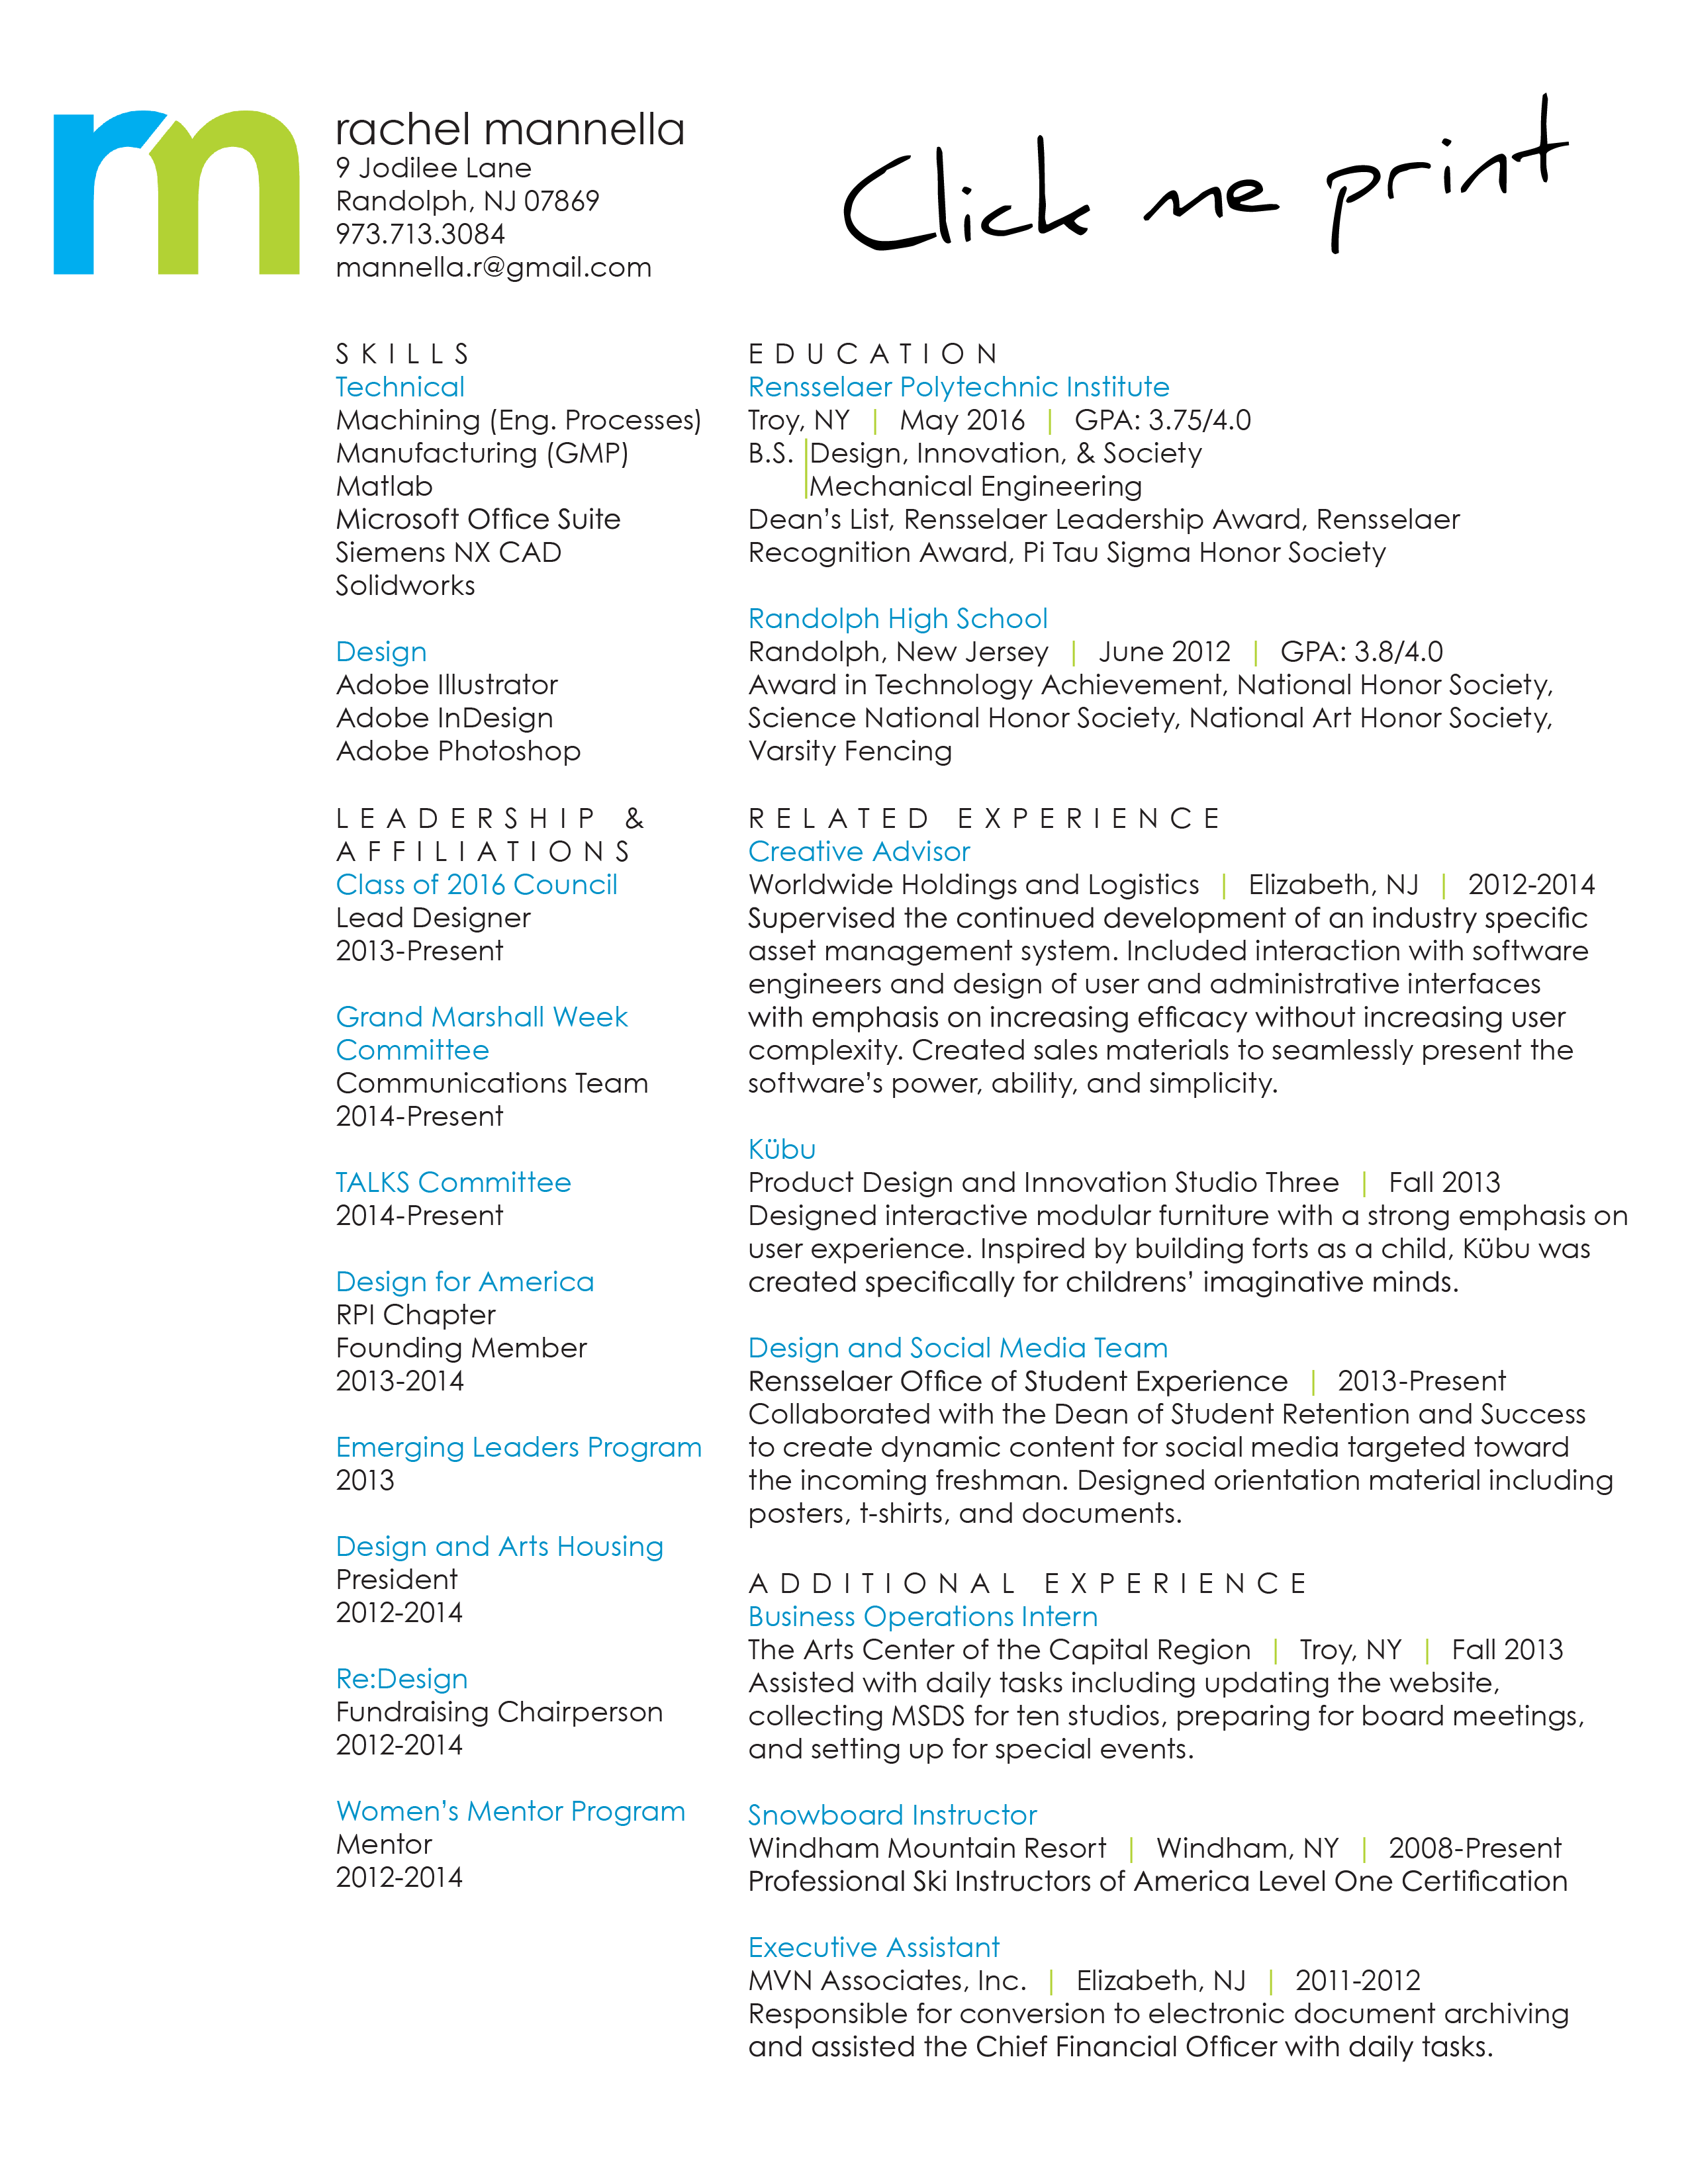 rm
rachel mannella
9 Jodilee Lane
Randolph, NJ 07869
973.713.3084
mannella.r@gmail.com
Click me print
SKILLS
Technical
Machining (Eng. Processes)
Manufacturing (GMP)
Matlab
Microsoft Office Suite
Siemens NX CAD
Solidworks
Design
Adobe Illustrator
Adobe InDesign
Adobe Photoshop
LEADERSHIP &
AFFILIATIONS
Class of 2016 Council
Lead Designer
2013-Present
Grand Marshall Week
Committee
Communications Team
2014-Present
TALKS Committee
2014-Present
Design for America
RPI Chapter
Founding Member
2013-2014
Emerging Leaders Program
2013
Design and Arts Housing
President
2012-2014
Re:Design
Fundraising Chairperson
2012-2014
Women's Mentor Program
Mentor
2012-2014
EDUCATION
Rensselaer Polytechnic Institute
Troy, NY | May 2016 | GPA: 3.75/4.0
B.S. |Design, Innovation, & Society
Mechanical Engineering
Dean's List, Rensselaer Leadership Award, Rensselaer
Recognition Award, Pi Tau Sigma Honor Society
Randolph High School
Randolph, New Jersey | June 2012 | GPA: 3.8/4.0
Award in Technology Achievement, National Honor Society,
Science National Honor Society, National Art Honor Society,
Varsity Fencing
RELATED EXPERIENCE
Creative Advisor
Worldwide Holdings and Logistics | Elizabeth, NJ | 2012-2014
Supervised the continued development of an industry specific
asset management system. Included interaction with software
engineers and design of user and administrative interfaces
with emphasis on increasing efficacy without increasing user
complexity. Created sales materials to seamlessly present the
software's power, ability, and simplicity.
Kübu
Product Design and Innovation Studio Three | Fall 2013
Designed interactive modular furniture with a strong emphasis on
user experience. Inspired by building forts as a child, Kübu was
created specifically for childrens' imaginative minds.
Design and Social Media Team
Rensselaer Office of Student Experience | 2013-Present
Collaborated with the Dean of Student Retention and Success
to create dynamic content for social media targeted toward
the incoming freshman. Designed orientation material including
posters, t-shirts, and documents.
ADDITIONAL EXPERIENCE
Business Operations Intern
The Arts Center of the Capital Region | Troy, NY | Fall 2013
Assisted with daily tasks including updating the website,
collecting MSDS for ten studios, preparing for board meetings,
and setting up for special events.
Snowboard Instructor
Windham Mountain Resort | Windham, NY | 2008-Present
Professional Ski Instructors of America Level One Certification
Executive Assistant
MVN Associates, Inc. | Elizabeth, NJ | 2011-2012
Responsible for conversion to electronic document archiving
and assisted the Chief Financial Officer with daily tasks.